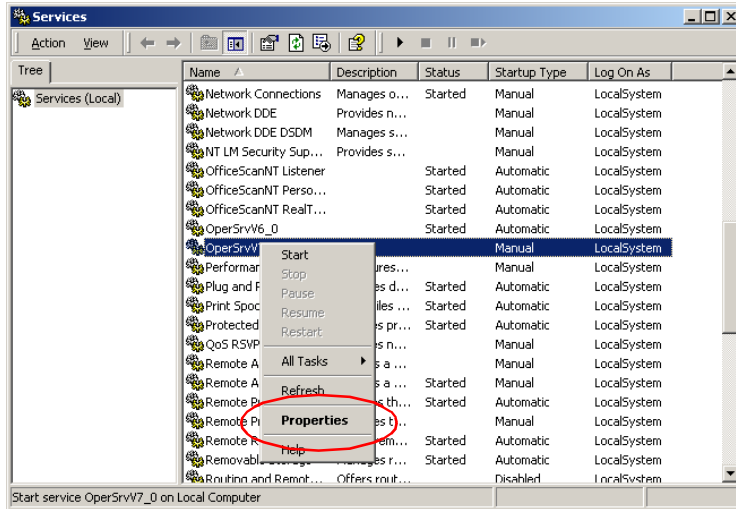 Services
Action View
Tree
Services (Local)
Name Description Status Startup Type Log On As
Network Connections Manages o... Started Manual LocalSystem
Network DDE Provides n... Manual LocalSystem
Network DDE DSDM Manages s... Manual LocalSystem
NT LM Security Sup... Provides s... Manual LocalSystem
OfficeScanNT Listener Started Automatic LocalSystem
OfficeScanNT Perso... Started Automatic LocalSystem
OfficeScanNT RealT... Started Automatic LocalSystem
OperSrvV6_0 Started Automatic LocalSystem
OperSrvV Manual LocalSystem
Performan ures... Manual LocalSystem
Plug and P es d... Started Automatic LocalSystem
Print Spoo iles ... Started Automatic LocalSystem
Protected es pr... Started Automatic LocalSystem
QoS RSVP es n... Manual LocalSystem
Remote A s a ... Manual LocalSystem
Remote A s a ... Started Manual LocalSystem
Remote Pr es th... Started Automatic LocalSystem
Remote Pr es t... Manual LocalSystem
Remote R em... Started Automatic LocalSystem
Removable Storage Manages r... Started Automatic LocalSystem
Routing and Remot... Offers rout... Disabled LocalSystem
Start
Stop
Pause
Resume
Restart
All Tasks
Refresh
Properties
Help
Start service OperSrvV7_0 on Local Computer